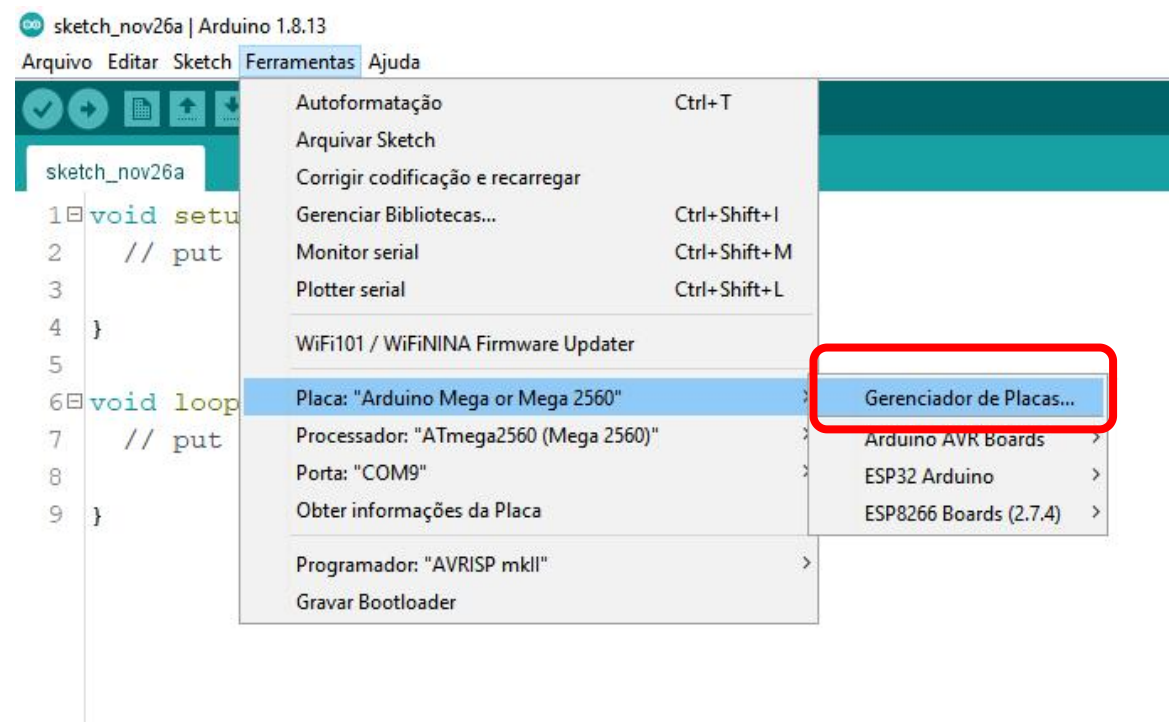 sketch_nov26a | Arduino 1.8.13
Arquivo Editar Sketch Ferramentas Ajuda
sketch_nov26a
1 void setu
2 // put
3
4 }
5
6 void loop
7 // put
8
9 }
Autoformatação Ctrl+T
Arquivar Sketch
Corrigir codificação e recarregar
Gerenciar Bibliotecas... Ctrl+Shift+I
Monitor serial Ctrl+Shift+M
Plotter serial Ctrl+Shift+L
WiFi101 / WiFiNINA Firmware Updater
Placa: "Arduino Mega or Mega 2560"
Processador: "ATmega2560 (Mega 2560)"
Porta: "COM9"
Obter informações da Placa
Programador: "AVRISP mkII"
Gravar Bootloader
Gerenciador de Placas...
Arduino AVR Boards
ESP32 Arduino
ESP8266 Boards (2.7.4)